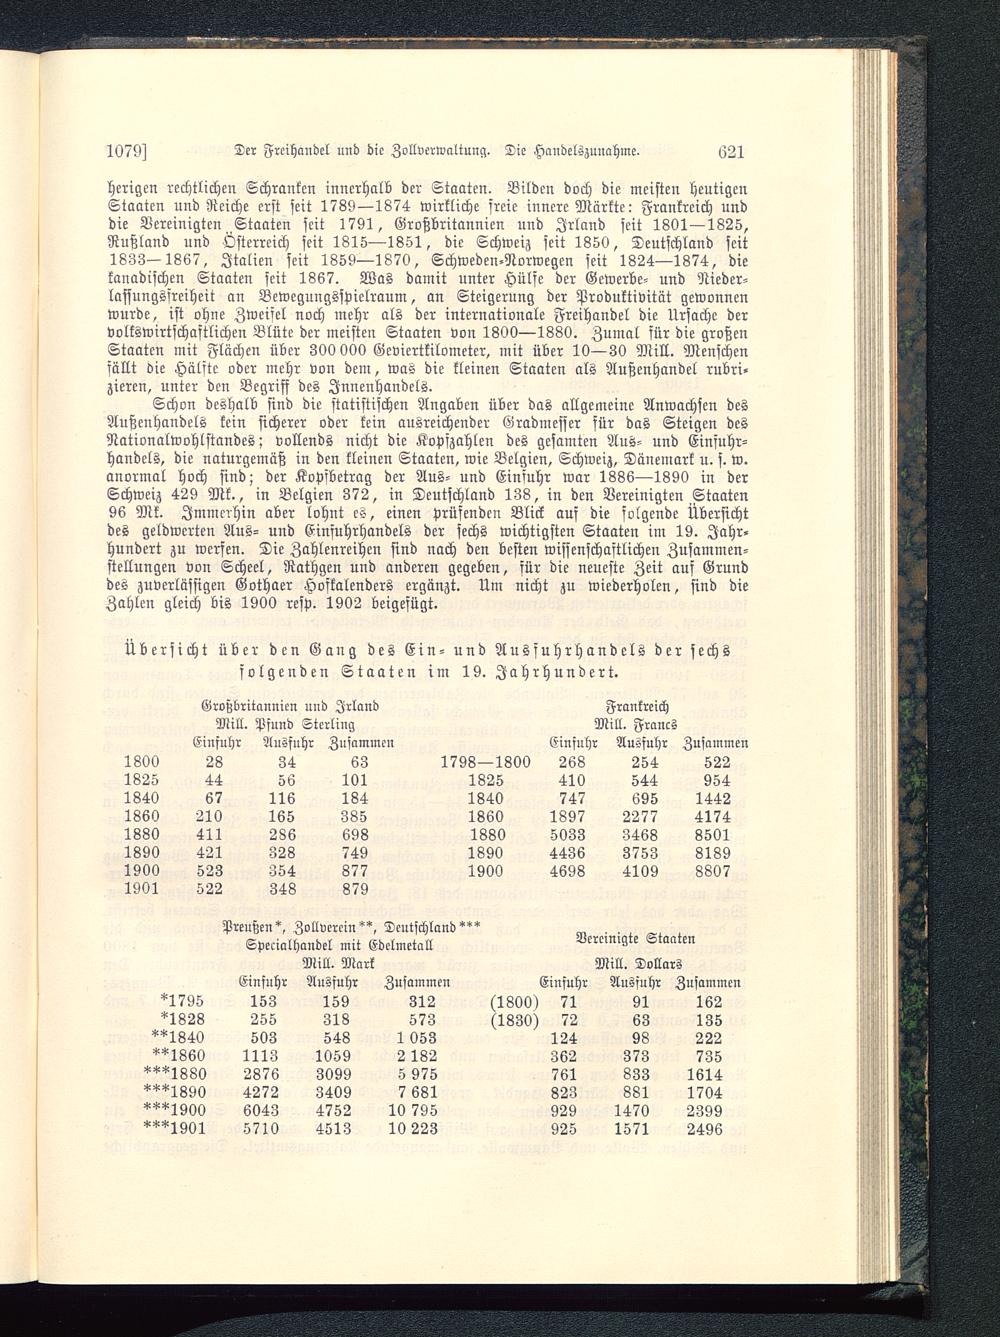 1079] Der Freihandel und die Zollverwaltung. Die Handelszunahme. 621
herigen rechtlichen Schranken innerhalb der Staaten. Bilden doch die meisten heutigen
Staaten und Reiche erst seit 1789—1874 wirkliche freie innere Märkte: Frankreich und
die Vereinigten Staaten seit 1791, Großbritannien und Irland seit 1801—1825,
Rußland und Österreich seit 1815—1851, die Schweiz seit 1850, Deutschland seit
1833—1867, Italien seit 1859—1870, Schweden-Norwegen seit 1824—1874, die
kanadischen Staaten seit 1867. Was damit unter Hülfe der Gewerbe- und Nieder-
lassungsfreiheit an Bewegungsspielraum, an Steigerung der Produktivität gewonnen
wurde, ist ohne Zweifel noch mehr als der internationale Freihandel die Ursache der
volkswirtschaftlichen Blüte der meisten Staaten von 1800—1880. Zumal für die großen
Staaten mit Flächen über 300 000 Geviertkilometer, mit über 10—30 Mill. Menschen
fällt die Hälfte oder mehr von dem, was die kleinen Staaten als Außenhandel rubri-
zieren, unter den Begriff des Innenhandels.
Schon deshalb sind die statistischen Angaben über das allgemeine Anwachsen des
Außenhandels kein sicherer oder kein ausreichender Gradmesser für das Steigen des
Nationalwohlstandes; vollends nicht die Kopfzahlen des gesamten Aus- und Einfuhr-
handels, die naturgemäß in den kleinen Staaten, wie Belgien, Schweiz, Dänemark u. s. w.
anormal hoch sind; der Kopfbetrag der Aus- und Einfuhr war 1886—1890 in der
Schweiz 429 Mk., in Belgien 372, in Deutschland 138, in den Vereinigten Staaten
96 Mk. Immerhin aber lohnt es, einen prüfenden Blick auf die folgende Übersicht
des geldwerten Aus- und Einfuhrhandels der sechs wichtigsten Staaten im 19. Jahr-
hundert zu werfen. Die Zahlenreihen sind nach den besten wissenschaftlichen Zusammen-
stellungen von Scheel, Rathgen und anderen gegeben, für die neueste Zeit auf Grund
des zuverlässigen Gothaer Hofkalenders ergänzt. Um nicht zu wiederholen, sind die
Zahlen gleich bis 1900 resp. 1902 beigefügt.
Übersicht über den Gang des Ein- und Ausfuhrhandels der sechs
folgenden Staaten im 19. Jahrhundert.
Großbritannien und Irland Frankreich
Mill. Pfund Sterling Mill. Francs
Einfuhr Ausfuhr Zusammen Einfuhr Ausfuhr Zusammen
1800 28 34 63 1798—1800 268 254 522
1825 44 56 101 1825 410 544 954
1840 67 116 184 1840 747 695 1442
1860 210 165 385 1860 1897 2277 4174
1880 411 286 698 1880 5033 3468 8501
1890 421 328 749 1890 4436 3753 8189
1900 523 354 877 1900 4698 4109 8807
1901 522 348 879
Preußen*, Zollverein**, Deutschland***
Vereinigte Staaten
Specialhandel mit Edelmetall
Mill. Mark Mill. Dollars
Einfuhr Ausfuhr Zusammen Einfuhr Ausfuhr Zusammen
*1795 153 159 312 (1800) 71 91 162
*1828 255 318 573 (1830) 72 63 135
**1840 503 548 1 053 124 98 222
**1860 1113 1059 2 182 362 373 735
***1880 2876 3099 5 975 761 833 1614
***1890 4272 3409 7 681 823 881 1704
***1900 6043 4752 10 795 929 1470 2399
***1901 5710 4513 10 223 925 1571 2496